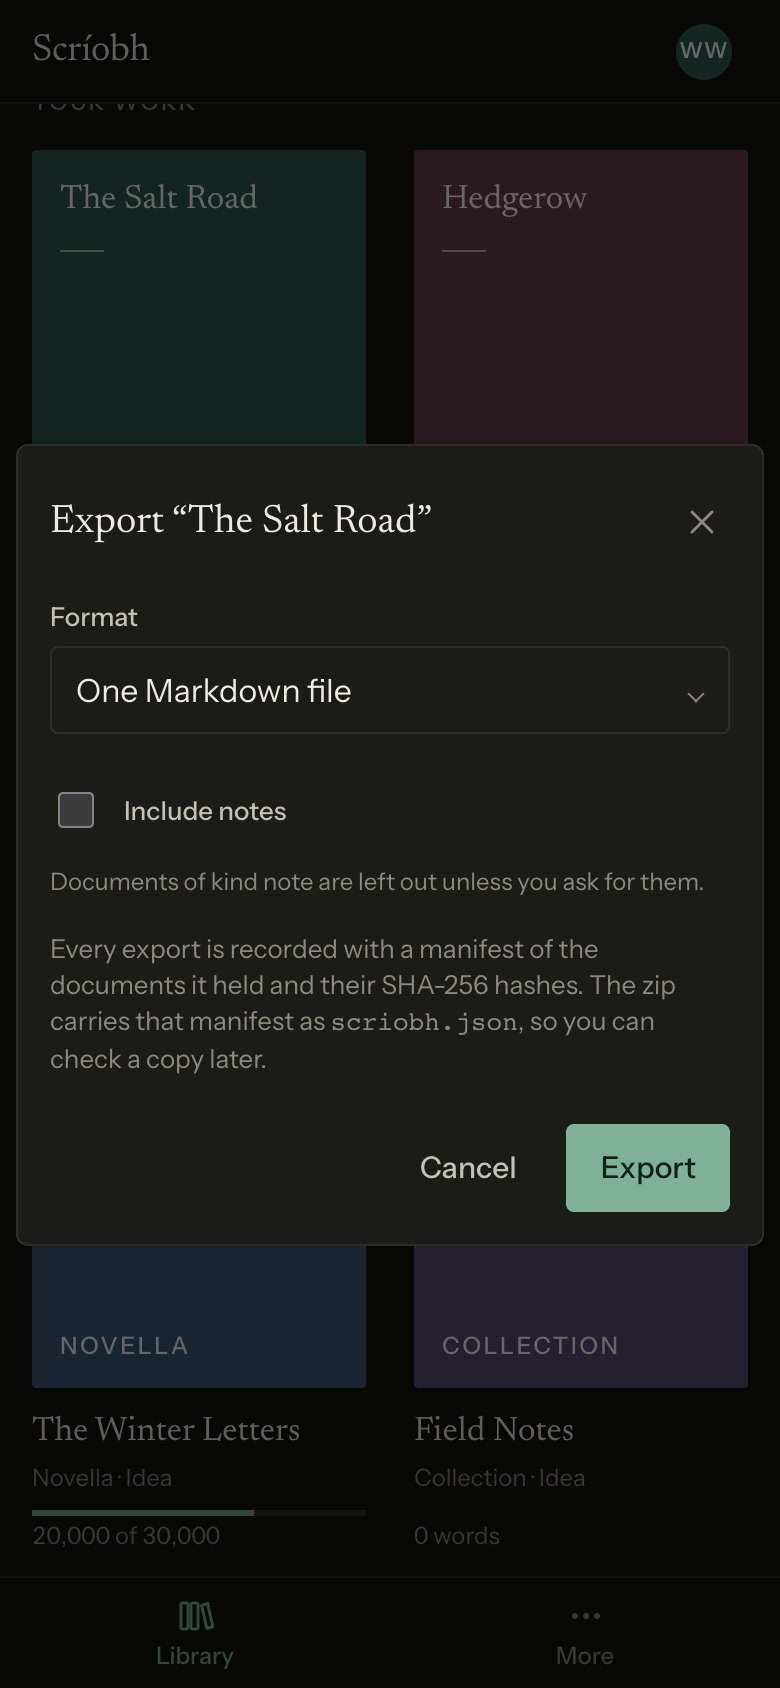 Scríobh
WW
YOUR WORK
The Salt Road
Hedgerow
Export “The Salt Road”
Format
One Markdown file
Include notes
Documents of kind note are left out unless you ask for them.
Every export is recorded with a manifest of the
documents it held and their SHA-256 hashes. The zip
carries that manifest as scriobh.json, so you can
check a copy later.
Cancel
Export
NOVELLA
COLLECTION
The Winter Letters
Field Notes
Novella · Idea
Collection · Idea
20,000 of 30,000
0 words
Library
More